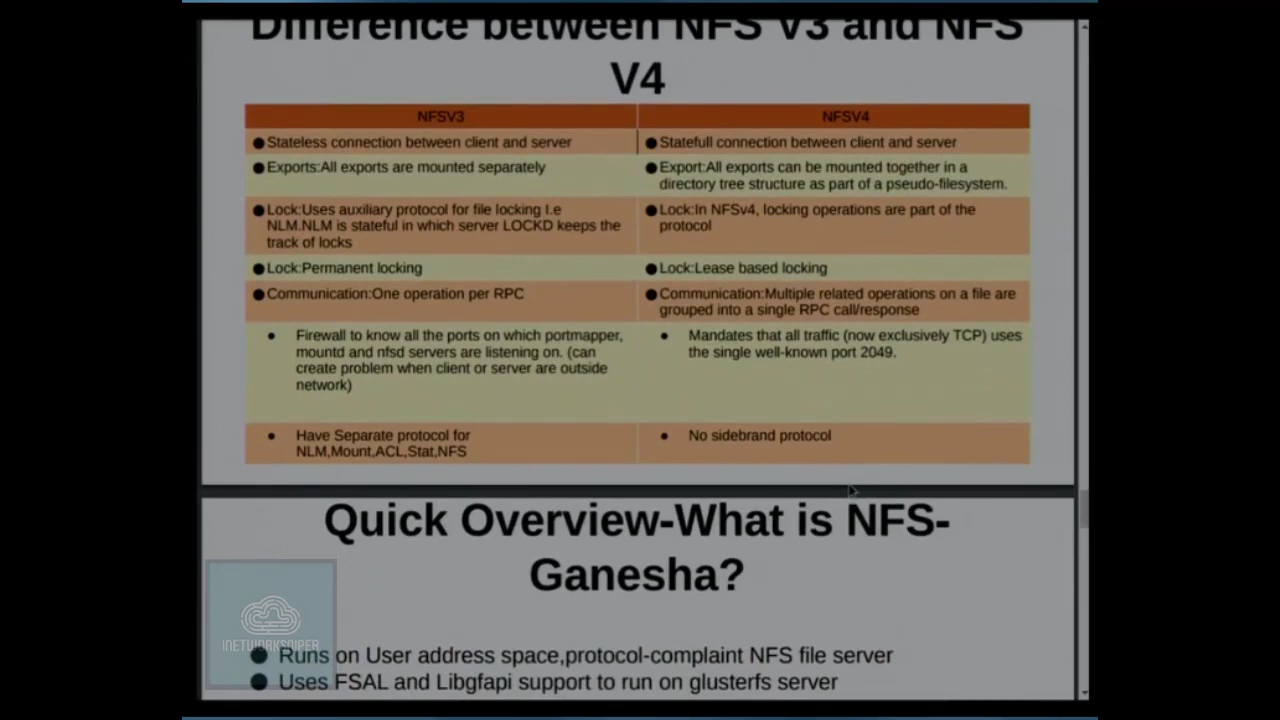 Difference between NFS V3 and NFS
V4
NFSV3
NFSV4
●Stateless connection between client and server
●Statefull connection between client and server
●Exports:All exports are mounted separately
●Export:All exports can be mounted together in a
directory tree structure as part of a pseudo-filesystem.
●Lock:Uses auxiliary protocol for file locking I.e
NLM.NLM is stateful in which server LOCKD keeps the
track of locks
●Lock:In NFSv4, locking operations are part of the
protocol
●Lock:Permanent locking
●Lock:Lease based locking
●Communication:One operation per RPC
●Communication:Multiple related operations on a file are
grouped into a single RPC call/response
• Firewall to know all the ports on which portmapper,
mountd and nfsd servers are listening on. (can
create problem when client or server are outside
network)
• Mandates that all traffic (now exclusively TCP) uses
the single well-known port 2049.
• Have Separate protocol for
NLM,Mount,ACL,Stat,NFS
• No sidebrand protocol
Quick Overview-What is NFS-
Ganesha?
INETWORKSNIPER
● Runs on User address space,protocol-complaint NFS file server
● Uses FSAL and Libgfapi support to run on glusterfs server